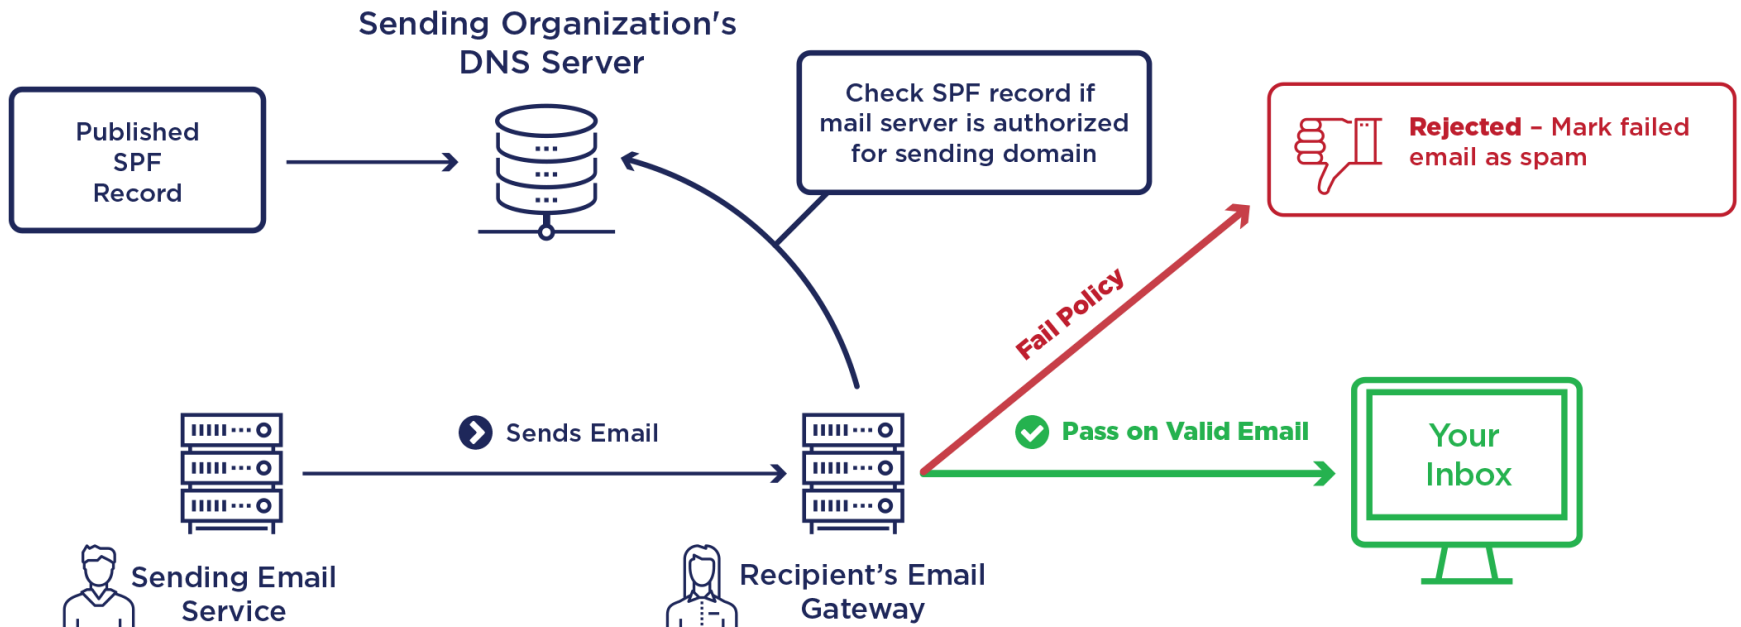 Sending Organization's
DNS Server
Published
SPF
Record
Check SPF record if
mail server is authorized
for sending domain
Rejected – Mark failed
email as spam
Fail Policy
Sends Email
Pass on Valid Email
Your
Inbox
Sending Email
Service
Recipient’s Email
Gateway